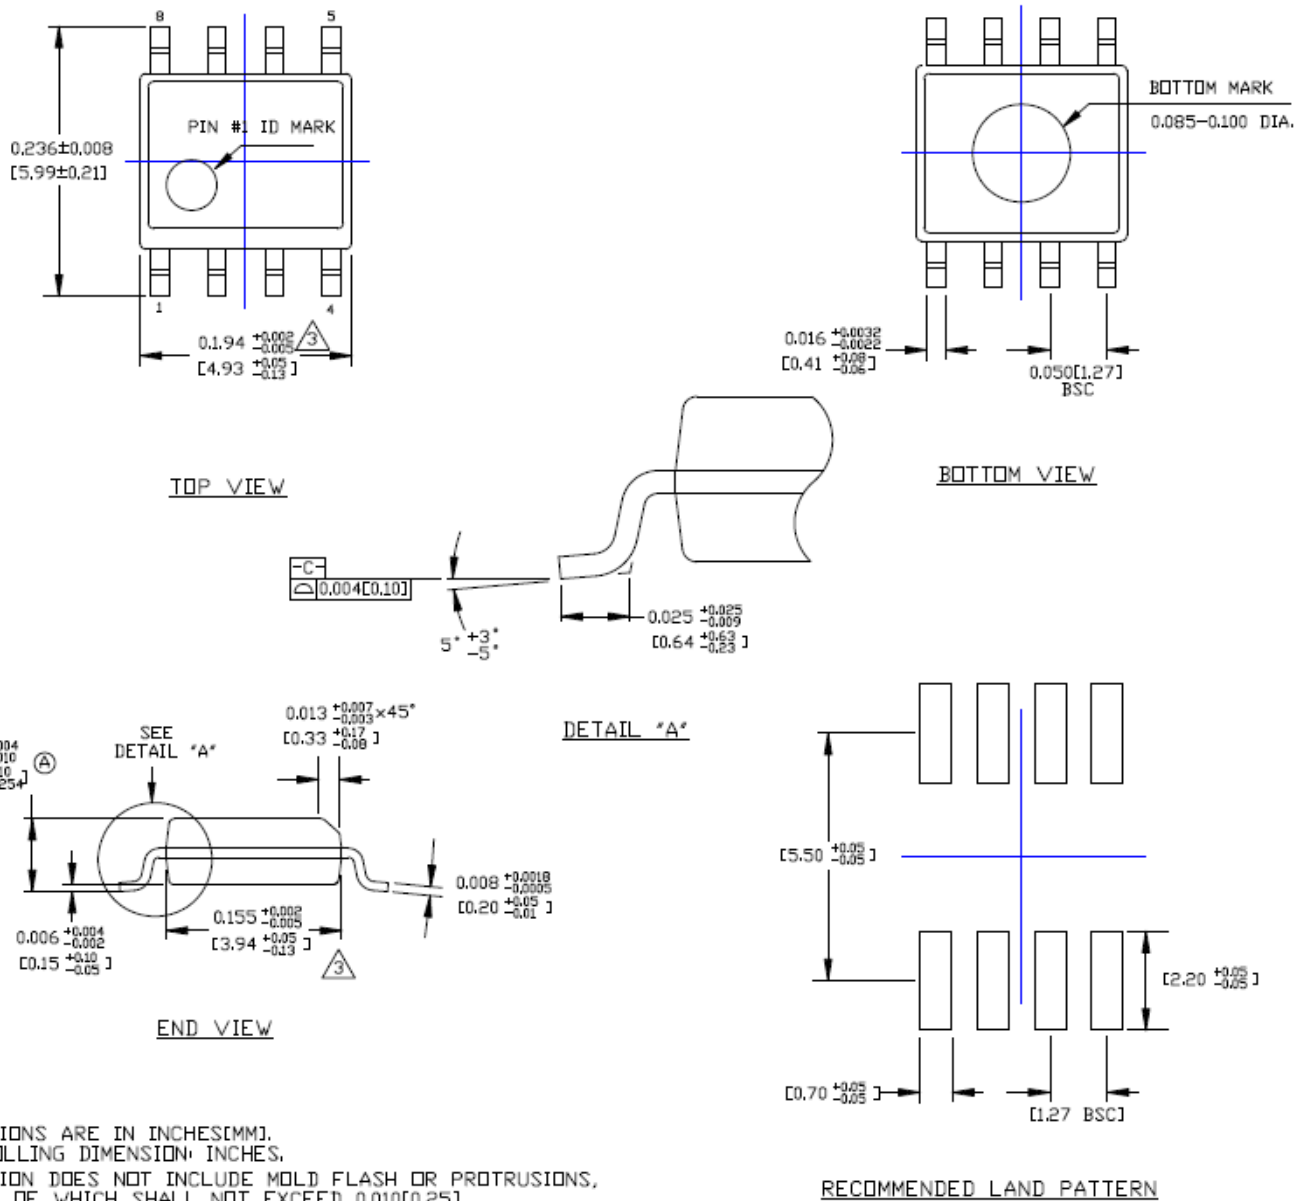 8 5
PIN #1 ID MARK
0.236±0.008
[5.99±0.21]
1 4
0.1.94 +0.002 -0.005 3
[4.93 +0.05 -0.13 ]
TOP VIEW
BOTTOM MARK
0.085-0.100 DIA.
0.016 +0.0032 -0.0022
[0.41 +0.08 -0.06 ]
0.050[1.27]
BSC
BOTTOM VIEW
-C-
0.004[0.10]
5° +3° -5°
0.025 +0.025 -0.009
[0.64 +0.63 -0.23 ]
DETAIL "A"
SEE
DETAIL "A"
0.013 +0.007 -0.003 ×45°
[0.33 +0.17 -0.08 ]
A
0.006 +0.004 -0.002
[0.15 +0.10 -0.05 ]
0.155 +0.002 -0.005
[3.94 +0.05 -0.13 ]
3
0.008 +0.0018 -0.0005
[0.20 +0.05 -0.01 ]
END VIEW
[5.50 +0.05 -0.05 ]
[2.20 +0.05 -0.05 ]
[0.70 +0.05 -0.05 ]
[1.27 BSC]
RECOMMENDED LAND PATTERN
IONS ARE IN INCHES[MM].
LLING DIMENSION: INCHES.
ION DOES NOT INCLUDE MOLD FLASH OR PROTRUSIONS,
OF WHICH SHALL NOT EXCEED 0.010[0.25]